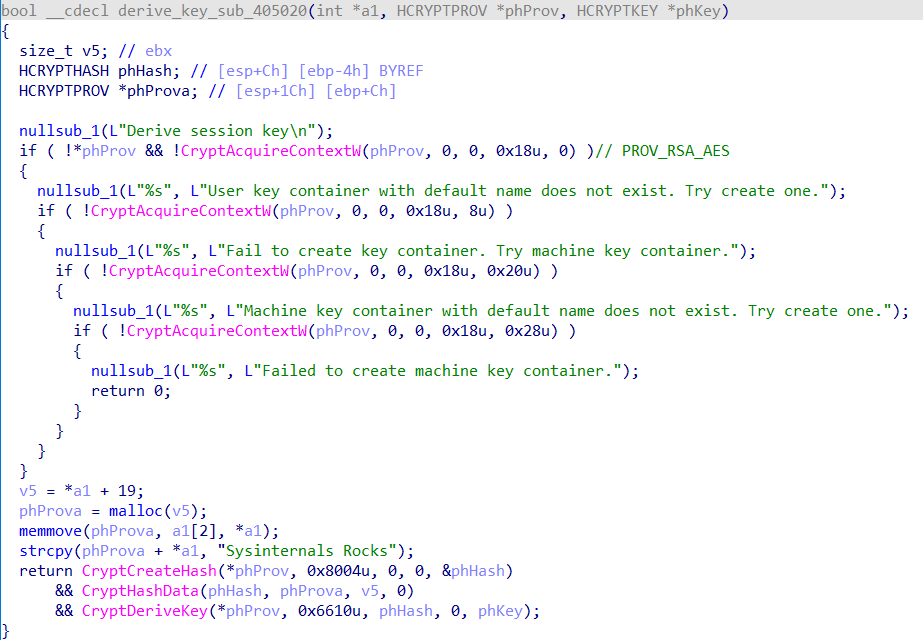 bool __cdecl derive_key_sub_405020(int *a1, HCRYPTPROV *phProv, HCRYPTKEY *phKey)
{
  size_t v5; // ebx
  HCRYPTHASH phHash; // [esp+Ch] [ebp-4h] BYREF
  HCRYPTPROV *phProva; // [esp+1Ch] [ebp+Ch]

  nullsub_1(L"Derive session key\n");
  if ( !*phProv && !CryptAcquireContextW(phProv, 0, 0, 0x18u, 0) )// PROV_RSA_AES
  {
    nullsub_1(L"%s", L"User key container with default name does not exist. Try create one.");
    if ( !CryptAcquireContextW(phProv, 0, 0, 0x18u, 8u) )
    {
      nullsub_1(L"%s", L"Fail to create key container. Try machine key container.");
      if ( !CryptAcquireContextW(phProv, 0, 0, 0x18u, 0x20u) )
      {
        nullsub_1(L"%s", L"Machine key container with default name does not exist. Try create one.");
        if ( !CryptAcquireContextW(phProv, 0, 0, 0x18u, 0x28u) )
        {
          nullsub_1(L"%s", L"Failed to create machine key container.");
          return 0;
        }
      }
    }
  }
  v5 = *a1 + 19;
  phProva = malloc(v5);
  memmove(phProva, a1[2], *a1);
  strcpy(phProva + *a1, "Sysinternals Rocks");
  return CryptCreateHash(*phProv, 0x8004u, 0, 0, &phHash)
      && CryptHashData(phHash, phProva, v5, 0)
      && CryptDeriveKey(*phProv, 0x6610u, phHash, 0, phKey);
}